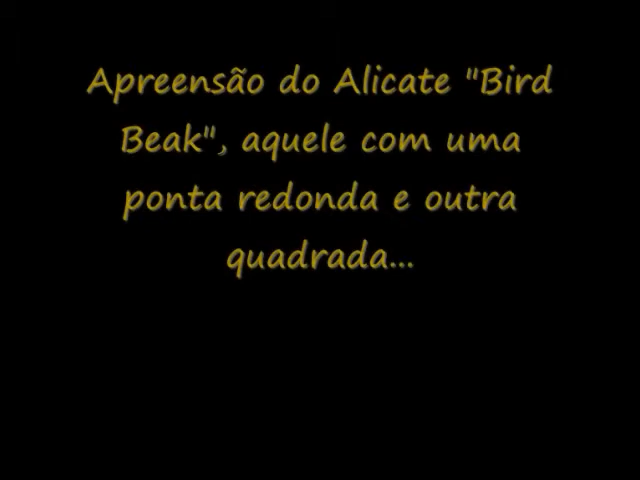 Apreensão do Alicate "Bird
Beak", aquele com uma
ponta redonda e outra
quadrada...